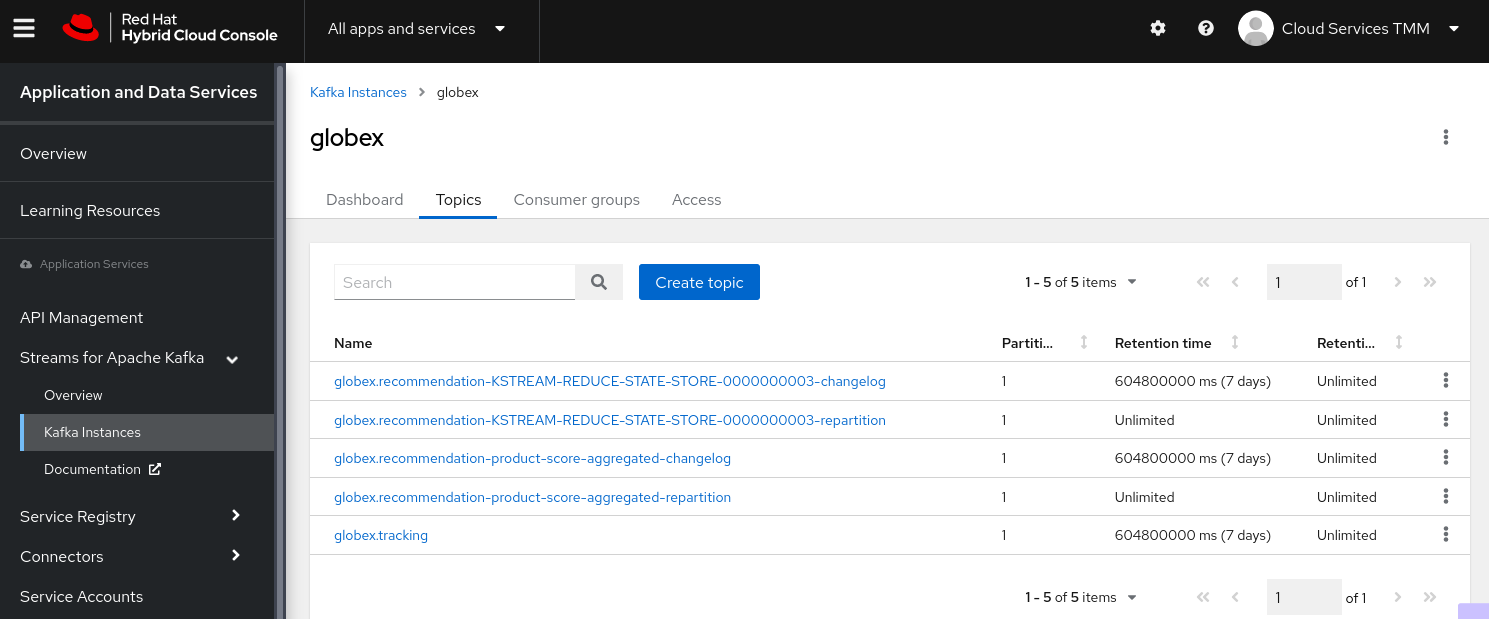 Red Hat
Hybrid Cloud Console
All apps and services
Cloud Services TMM
Application and Data Services
Overview
Learning Resources
Application Services
API Management
Streams for Apache Kafka
Overview
Kafka Instances
Documentation
Service Registry
Connectors
Service Accounts
Kafka Instances > globex
globex
Dashboard Topics Consumer groups Access
Search Create topic 1 - 5 of 5 items 1 of 1
Name Partiti... Retention time Retenti...
globex.recommendation-KSTREAM-REDUCE-STATE-STORE-0000000003-changelog 1 604800000 ms (7 days) Unlimited
globex.recommendation-KSTREAM-REDUCE-STATE-STORE-0000000003-repartition 1 Unlimited Unlimited
globex.recommendation-product-score-aggregated-changelog 1 604800000 ms (7 days) Unlimited
globex.recommendation-product-score-aggregated-repartition 1 Unlimited Unlimited
globex.tracking 1 604800000 ms (7 days) Unlimited
1 - 5 of 5 items 1 of 1